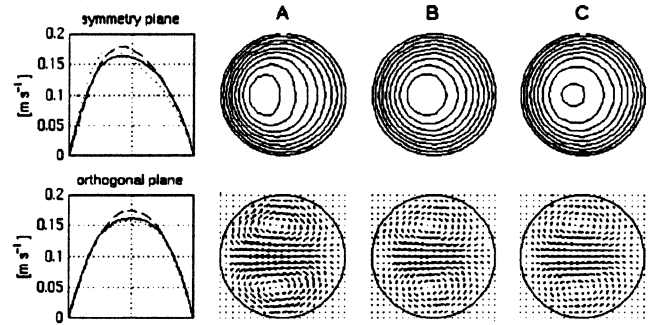 symmetry plane
A
B
C
0.2
0.15
0.1
0.05
0
[m s⁻¹]
orthogonal plane
0.2
0.15
0.1
0.05
0
[m s⁻¹]